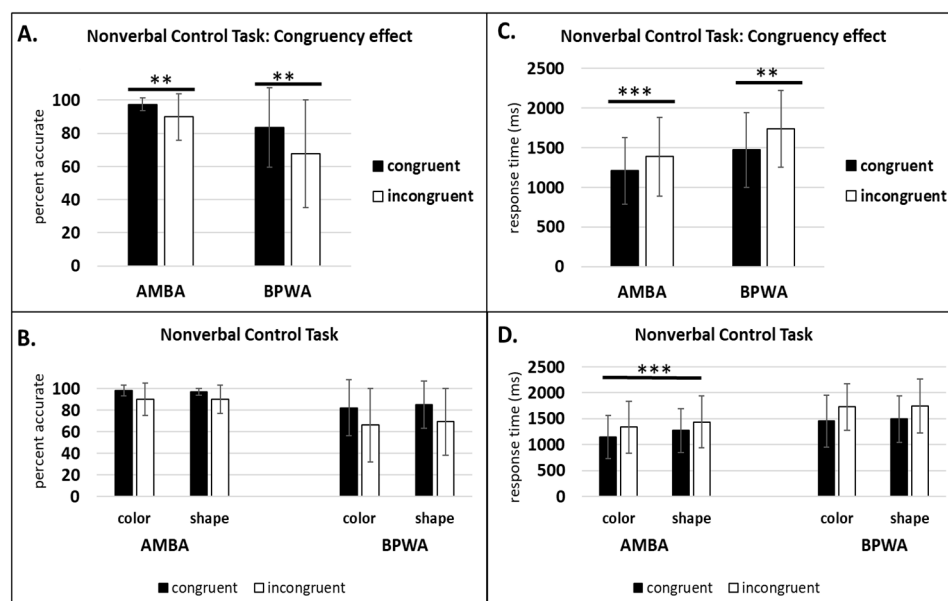 A.
Nonverbal Control Task: Congruency effect
percent accurate
100
80
60
40
20
0
**
**
AMBA
BPWA
congruent
incongruent
C.
Nonverbal Control Task: Congruency effect
response time (ms)
2500
2000
1500
1000
500
0
***
**
AMBA
BPWA
congruent
incongruent
B.
Nonverbal Control Task
percent accurate
100
80
60
40
20
0
color shape color shape
AMBA BPWA
congruent incongruent
D.
Nonverbal Control Task
response time (ms)
2500
2000
1500
1000
500
0
***
color shape color shape
AMBA BPWA
congruent incongruent